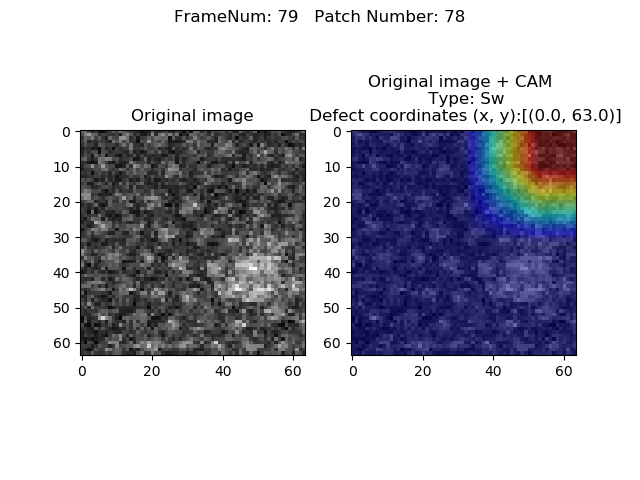 FrameNum: 79   Patch Number: 78
Original image
0
10
20
30
40
50
60
0 20 40 60
Original image + CAM
Type: Sw
Defect coordinates (x, y):[(0.0, 63.0)]
0
10
20
30
40
50
60
0 20 40 60